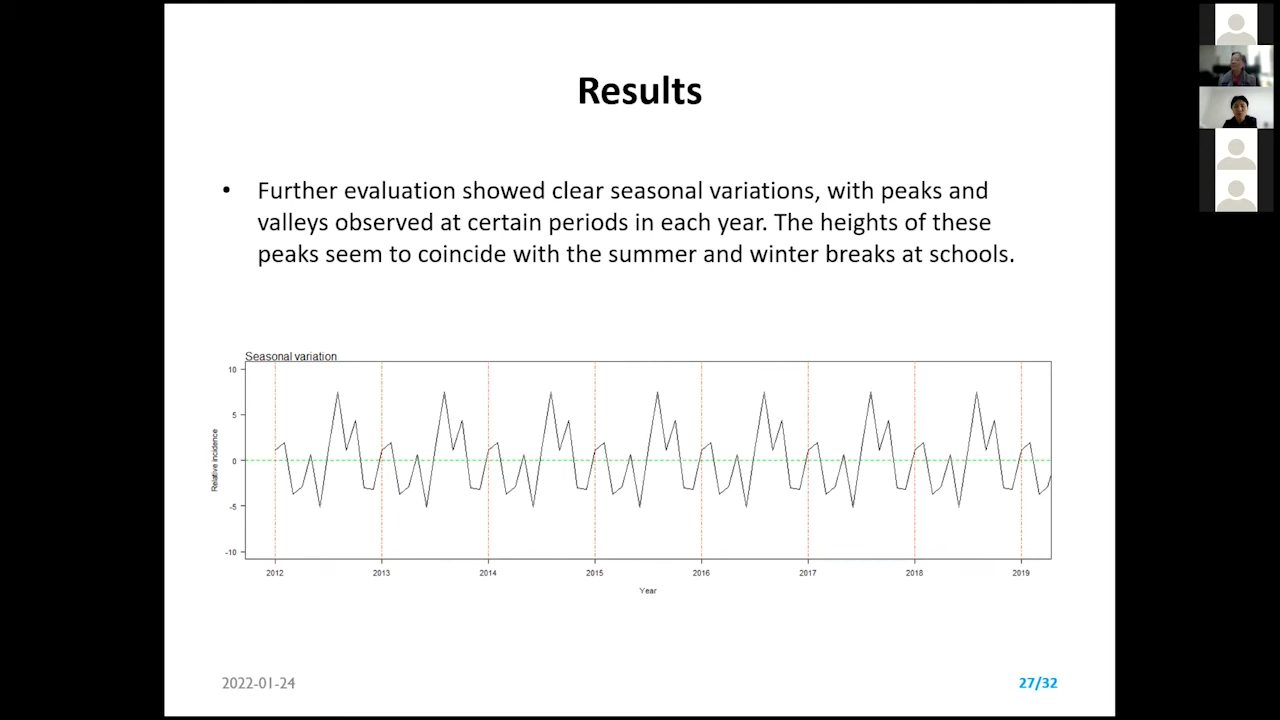 Results
• Further evaluation showed clear seasonal variations, with peaks and
valleys observed at certain periods in each year. The heights of these
peaks seem to coincide with the summer and winter breaks at schools.
Seasonal variation
10
5
0
-5
-10
Relative incidence
2012 2013 2014 2015 2016 2017 2018 2019
Year
2022-01-24
27/32